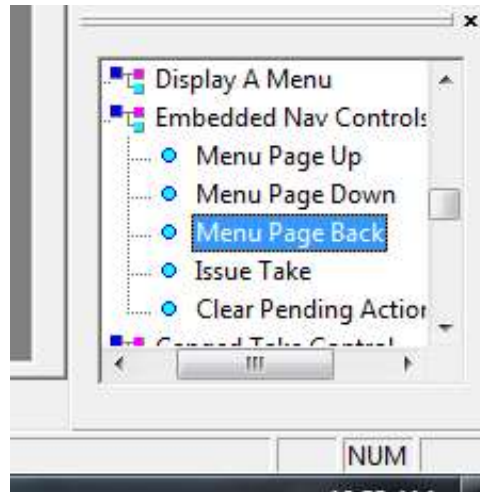 Display A Menu
Embedded Nav Controls
Menu Page Up
Menu Page Down
Menu Page Back
Issue Take
Clear Pending Action
NUM